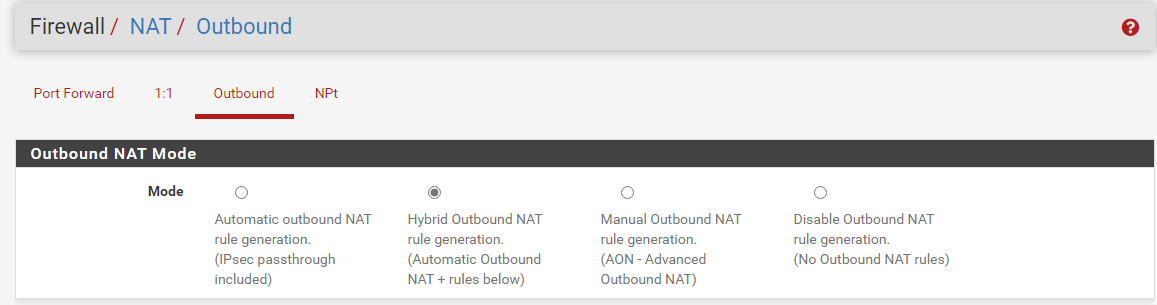 Firewall / NAT / Outbound
Port Forward 1:1 Outbound NPt
Outbound NAT Mode
Mode
Automatic outbound NAT
rule generation.
(IPsec passthrough
included)
Hybrid Outbound NAT
rule generation.
(Automatic Outbound
NAT + rules below)
Manual Outbound NAT
rule generation.
(AON - Advanced
Outbound NAT)
Disable Outbound NAT
rule generation.
(No Outbound NAT rules)